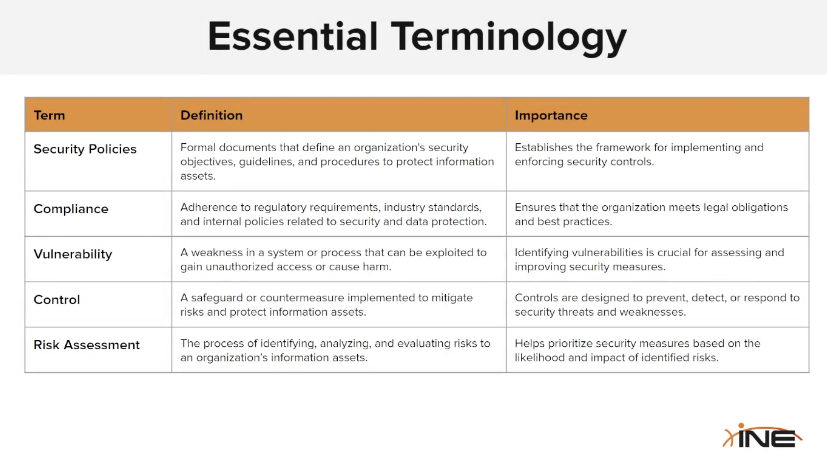 Essential Terminology
Term Definition Importance
Security Policies
Formal documents that define an organization's security
objectives, guidelines, and procedures to protect information
assets.
Establishes the framework for implementing and
enforcing security controls.
Compliance
Adherence to regulatory requirements, industry standards,
and internal policies related to security and data protection.
Ensures that the organization meets legal obligations
and best practices.
Vulnerability
A weakness in a system or process that can be exploited to
gain unauthorized access or cause harm.
Identifying vulnerabilities is crucial for assessing and
improving security measures.
Control
A safeguard or countermeasure implemented to mitigate
risks and protect information assets.
Controls are designed to prevent, detect, or respond to
security threats and weaknesses.
Risk Assessment
The process of identifying, analyzing, and evaluating risks to
an organization's information assets.
Helps prioritize security measures based on the
likelihood and impact of identified risks.
INE